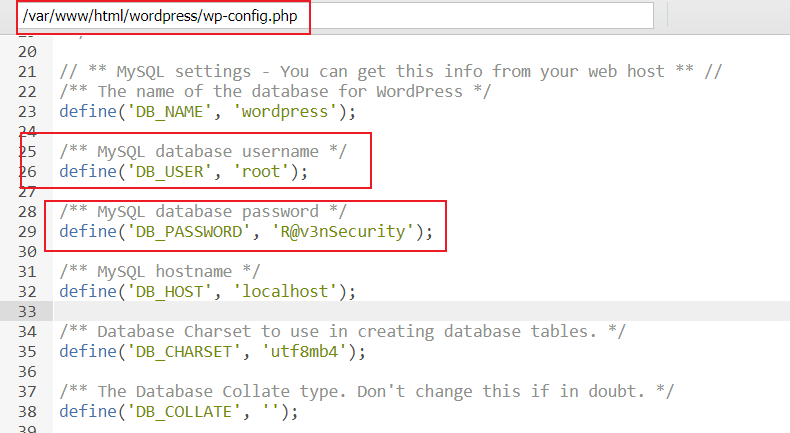 /var/www/html/wordpress/wp-config.php
20
21 // ** MySQL settings - You can get this info from your web host ** //
22 /** The name of the database for WordPress */
23 define('DB_NAME', 'wordpress');
24
25 /** MySQL database username */
26 define('DB_USER', 'root');
27
28 /** MySQL database password */
29 define('DB_PASSWORD', 'R@v3nSecurity');
30
31 /** MySQL hostname */
32 define('DB_HOST', 'localhost');
33
34 /** Database Charset to use in creating database tables. */
35 define('DB_CHARSET', 'utf8mb4');
36
37 /** The Database Collate type. Don't change this if in doubt. */
38 define('DB_COLLATE', '');
39